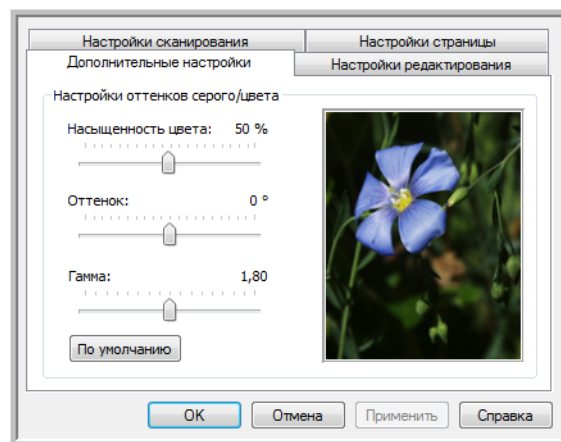 Настройки сканирования
Настройки страницы
Дополнительные настройки
Настройки редактирования
Настройки оттенков серого/цвета
Насыщенность цвета: 50 %
Оттенок: 0 °
Гамма: 1,80
По умолчанию
OK
Отмена
Применить
Справка